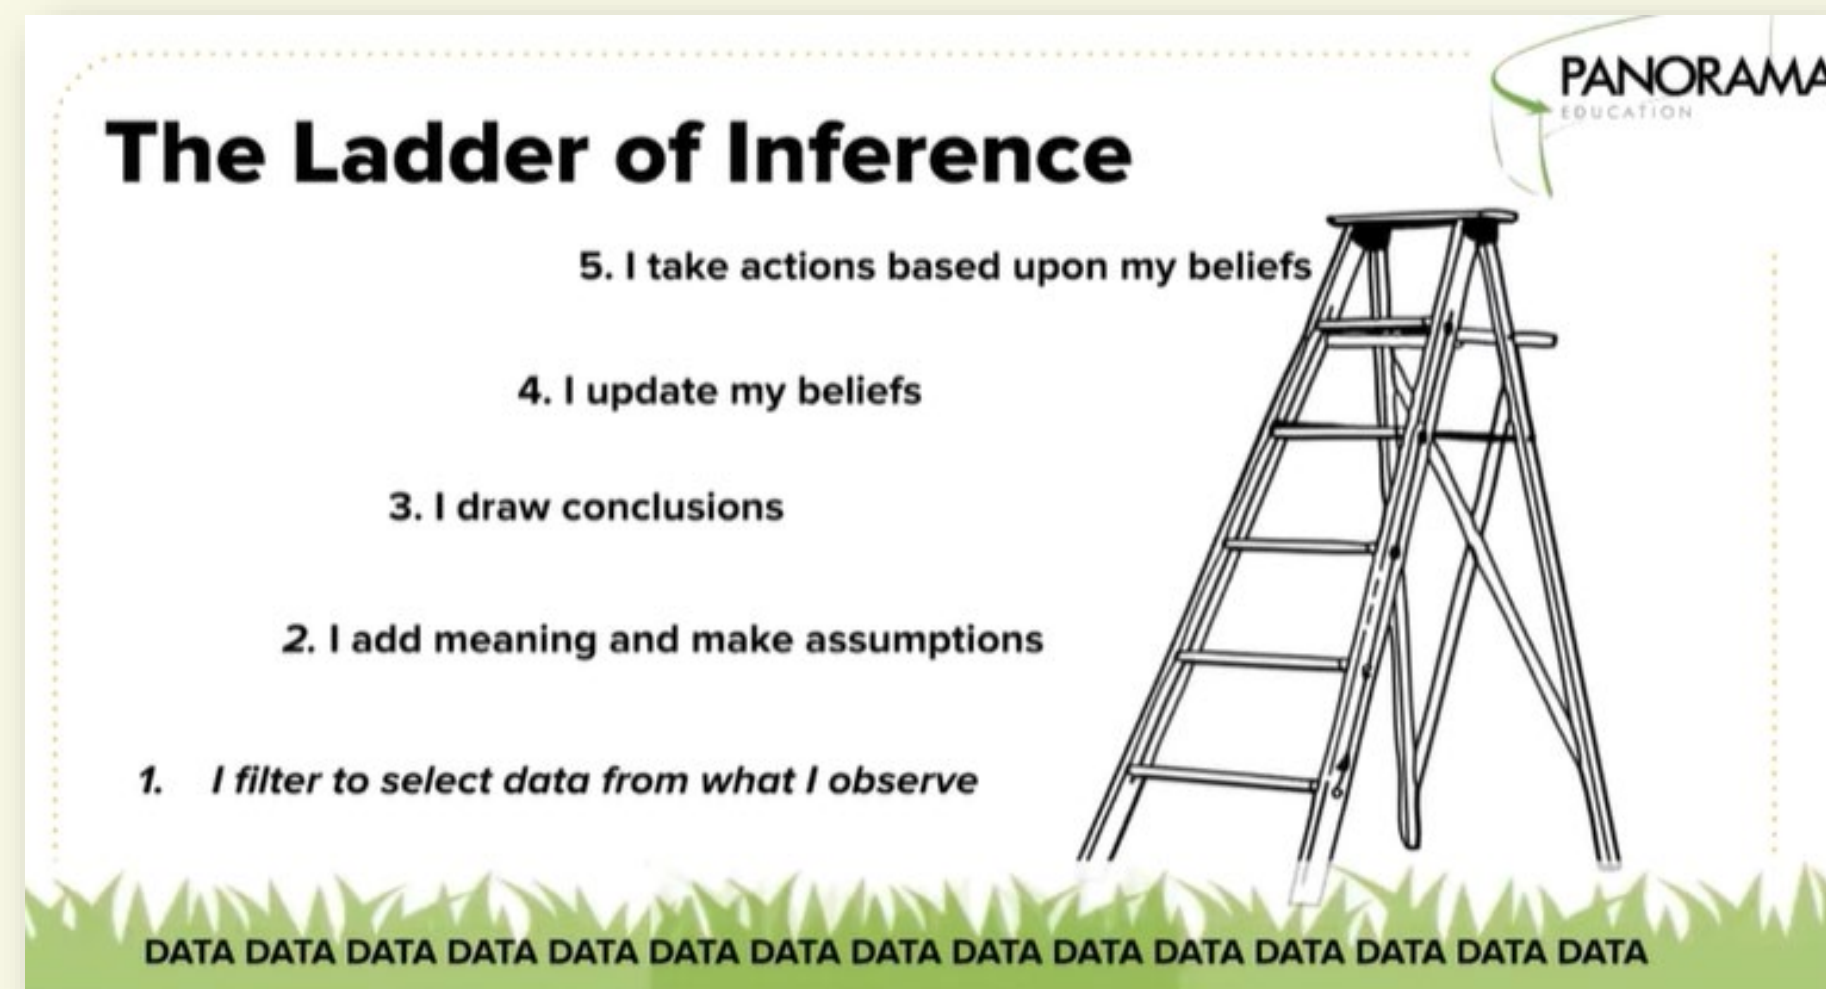 PANORAMA
EDUCATION
The Ladder of Inference
5. I take actions based upon my beliefs
4. I update my beliefs
3. I draw conclusions
2. I add meaning and make assumptions
1. I filter to select data from what I observe
DATA DATA DATA DATA DATA DATA DATA DATA DATA DATA DATA DATA DATA DATA DATA